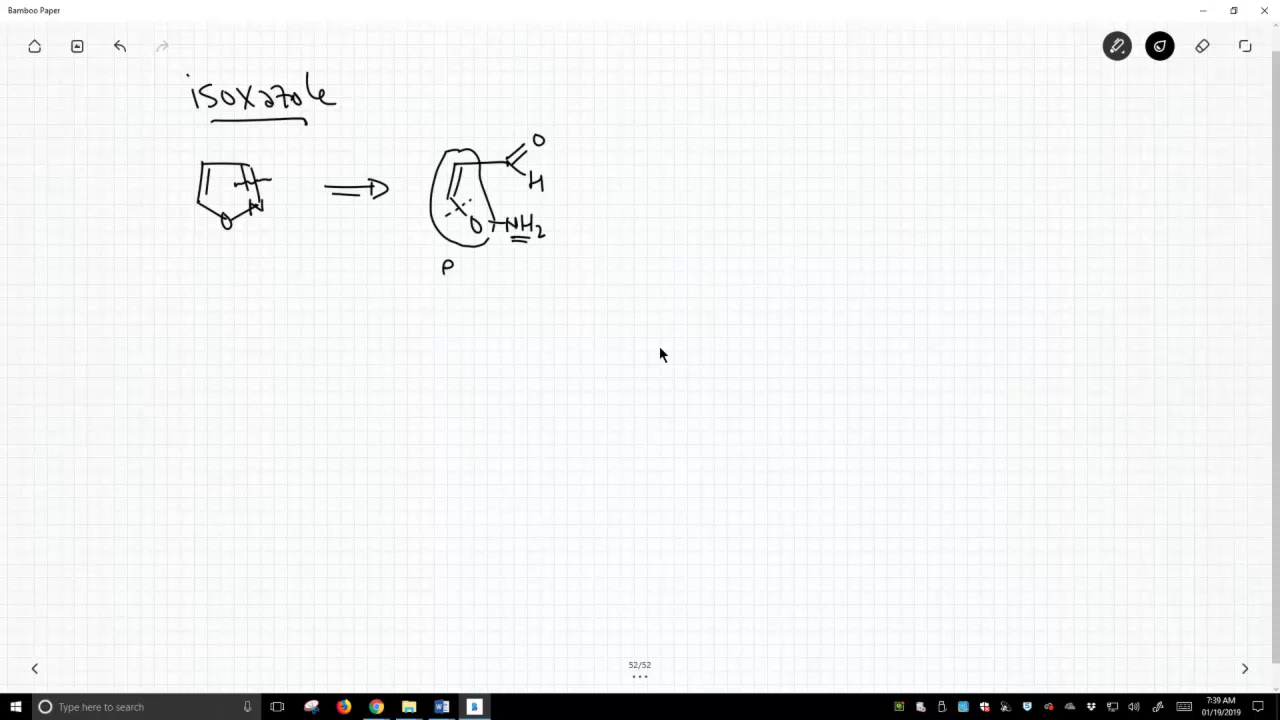 Bamboo Paper
isoxazole
O
H
N
O
O
NH2
P
52/52
Type here to search
7:39 AM
01/19/2019